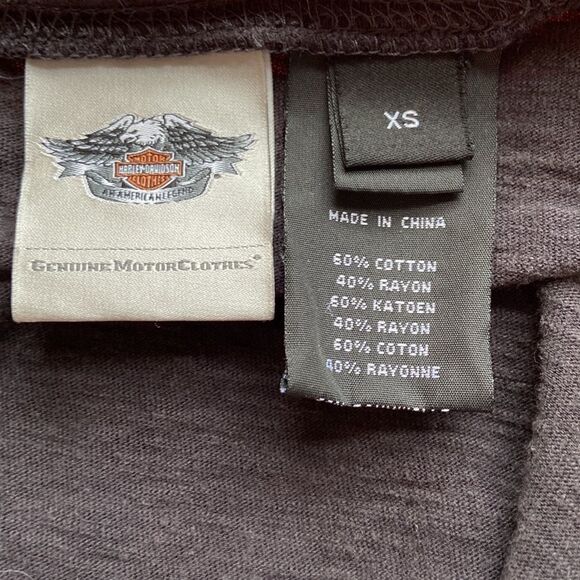 MOTOR
HARLEY-DAVIDSON
CLOTHES
AN AMERICAN LEGEND
GENUINE MOTORCLOTHES®
XS
MADE IN CHINA
60% COTTON
40% RAYON
60% KATOEN
40% RAYON
60% COTON
40% RAYONNE